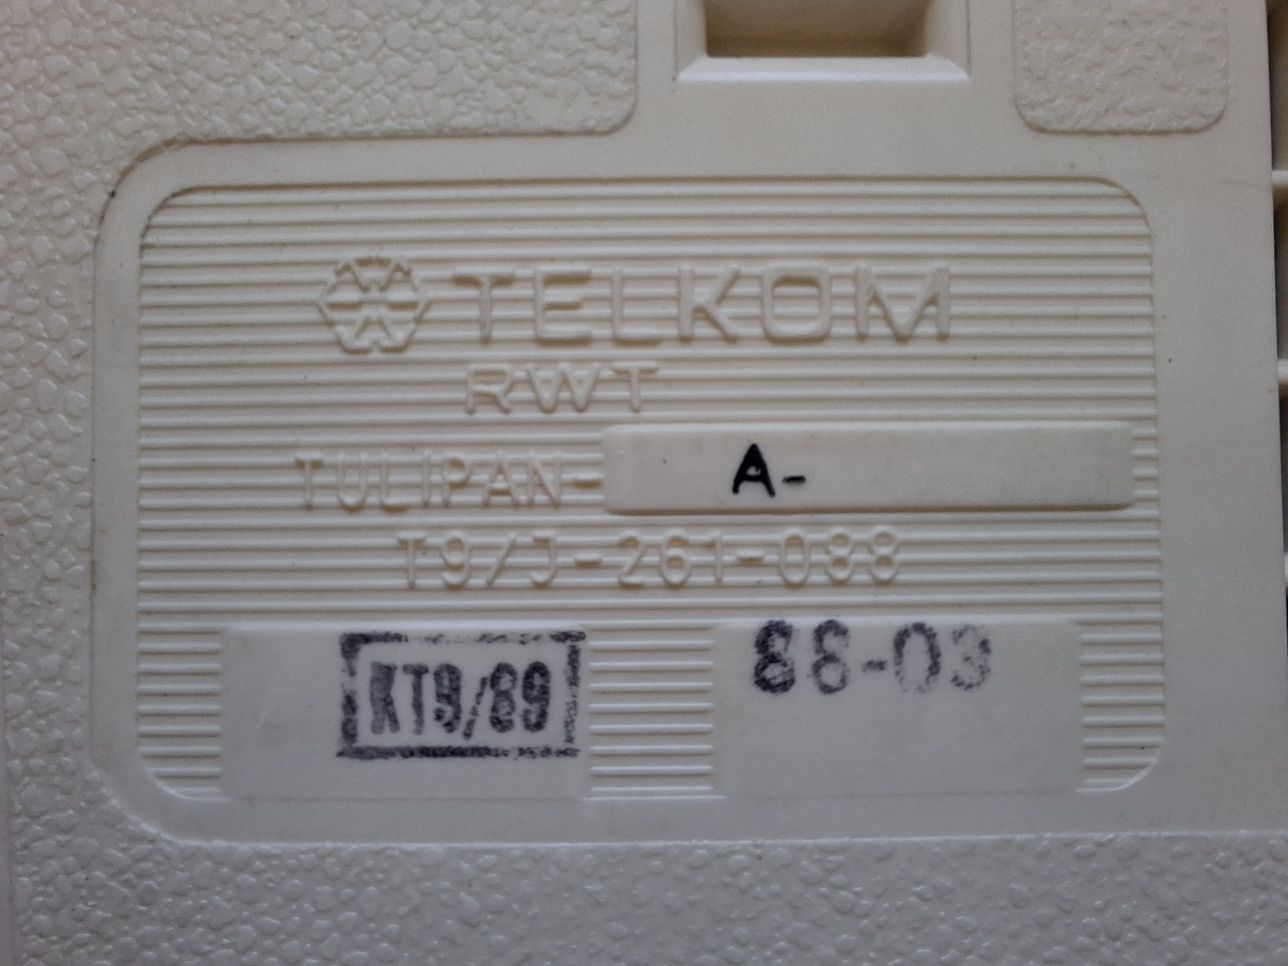 TELKOM
RWT
TULIPAN- A-
T9/J-261-088
KT9/89
88-03